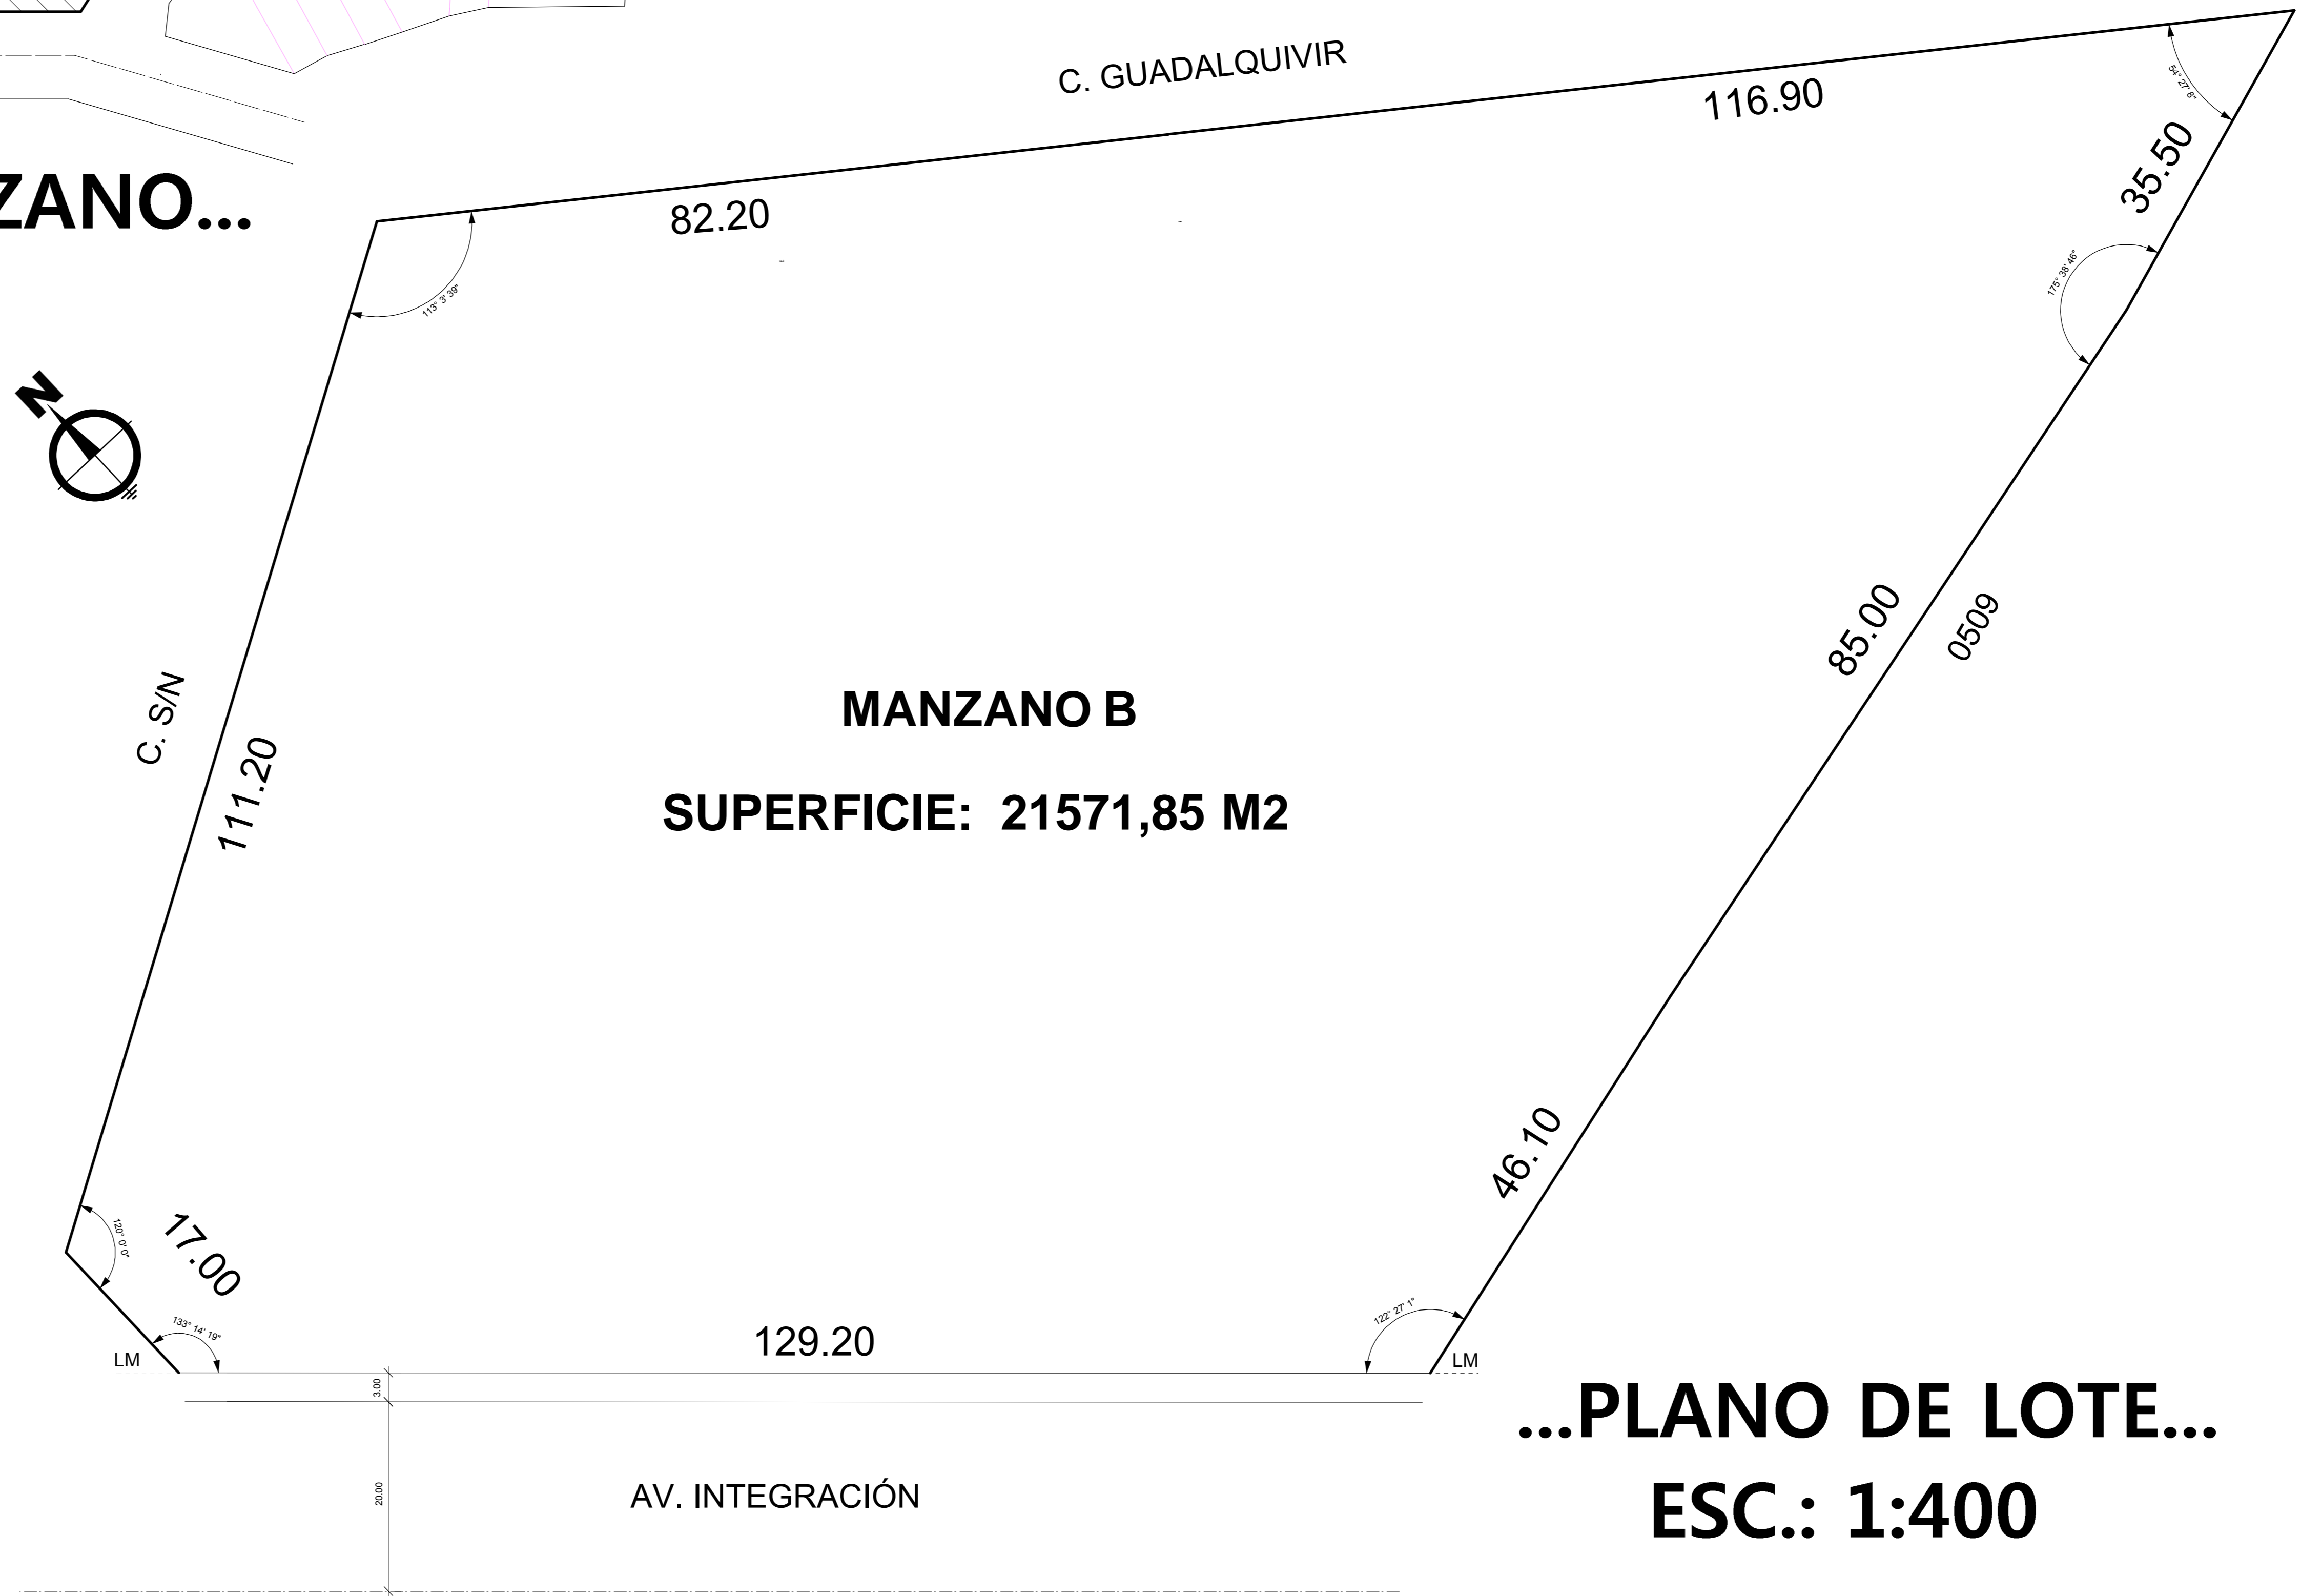 C. GUADALQUIVIR
116.90
54° 27' 8"
35.50
ZANO...
82.20
113° 3' 39"
175° 38' 46"
N
85.00
0509
C. S/N
111.20
MANZANO B
SUPERFICIE: 21571,85 M2
46.10
120° 0' 0"
17.00
133° 14' 19"
129.20
122° 27' 1"
LM
LM
3.00
...PLANO DE LOTE...
20.00
AV. INTEGRACIÓN
ESC.: 1:400